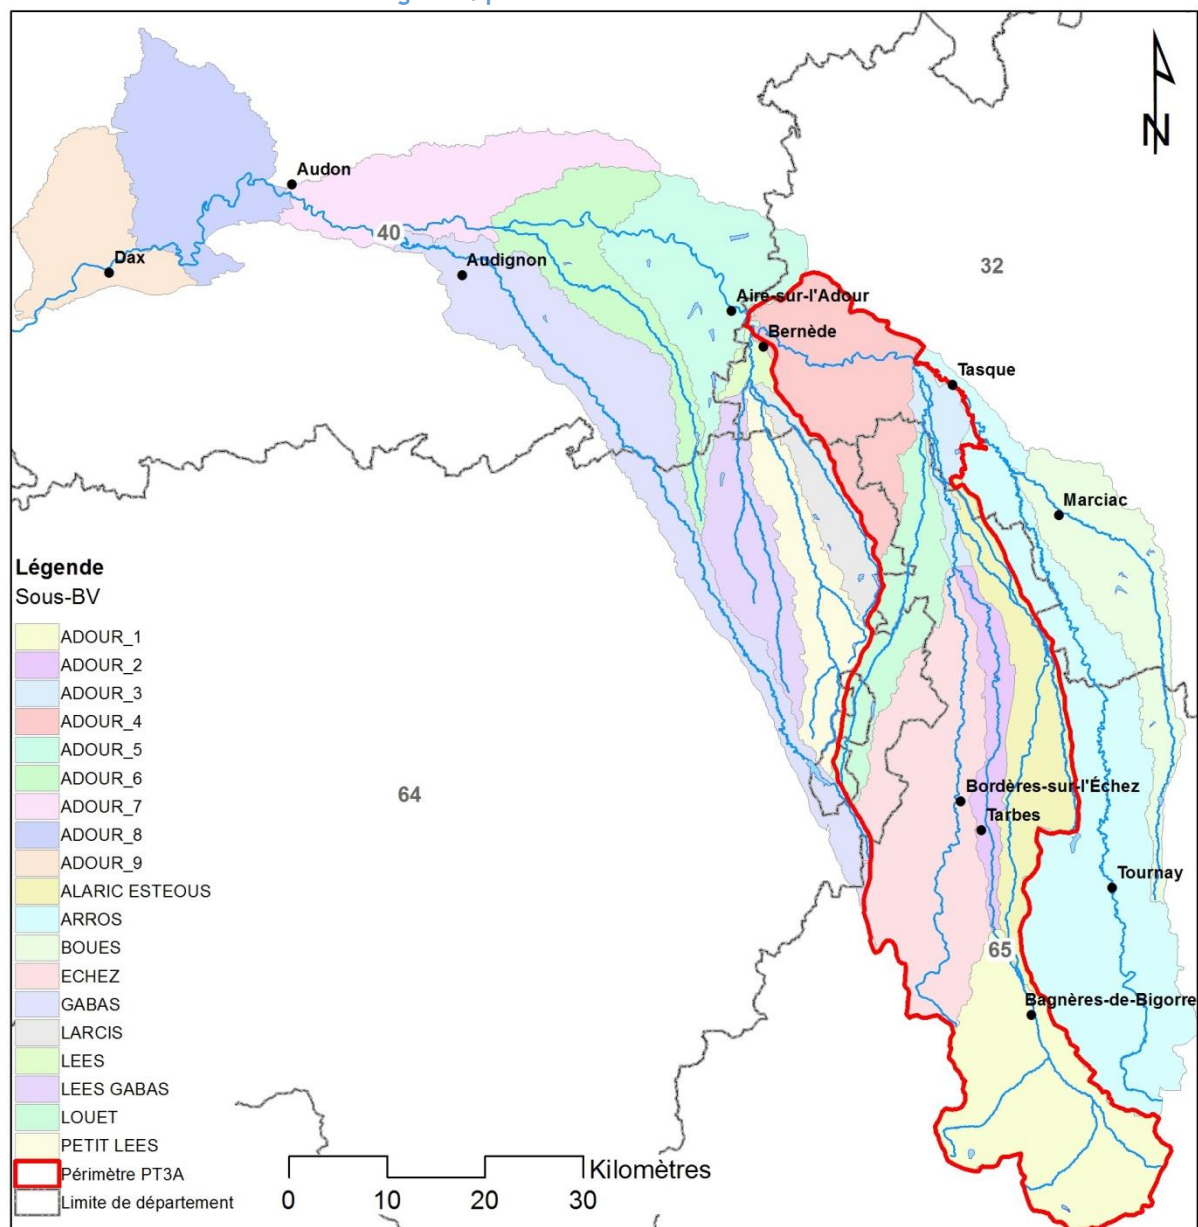 Audon
40
Dax
Audignon
32
N
Aire-sur-l'Adour
Bernède
Tasque
Marciac
Légende
Sous-BV
ADOUR_1
ADOUR_2
ADOUR_3
ADOUR_4
ADOUR_5
ADOUR_6
ADOUR_7
ADOUR_8
ADOUR_9
ALARIC ESTEOUS
ARROS
BOUES
ECHEZ
GABAS
LARCIS
LEES
LEES GABAS
LOUET
PETIT LEES
Périmètre PT3A
Limite de département
64
Bordères-sur-l'Échez
Tarbes
Tournay
65
Bagnères-de-Bigorre
Kilomètres
0 10 20 30